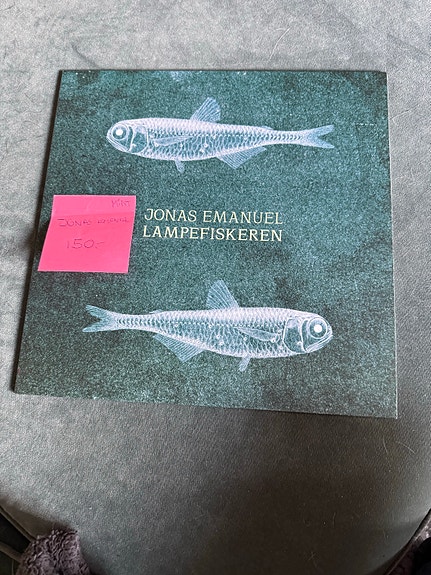 JONAS EMANUEL
LAMPEFISKEREN
150.-